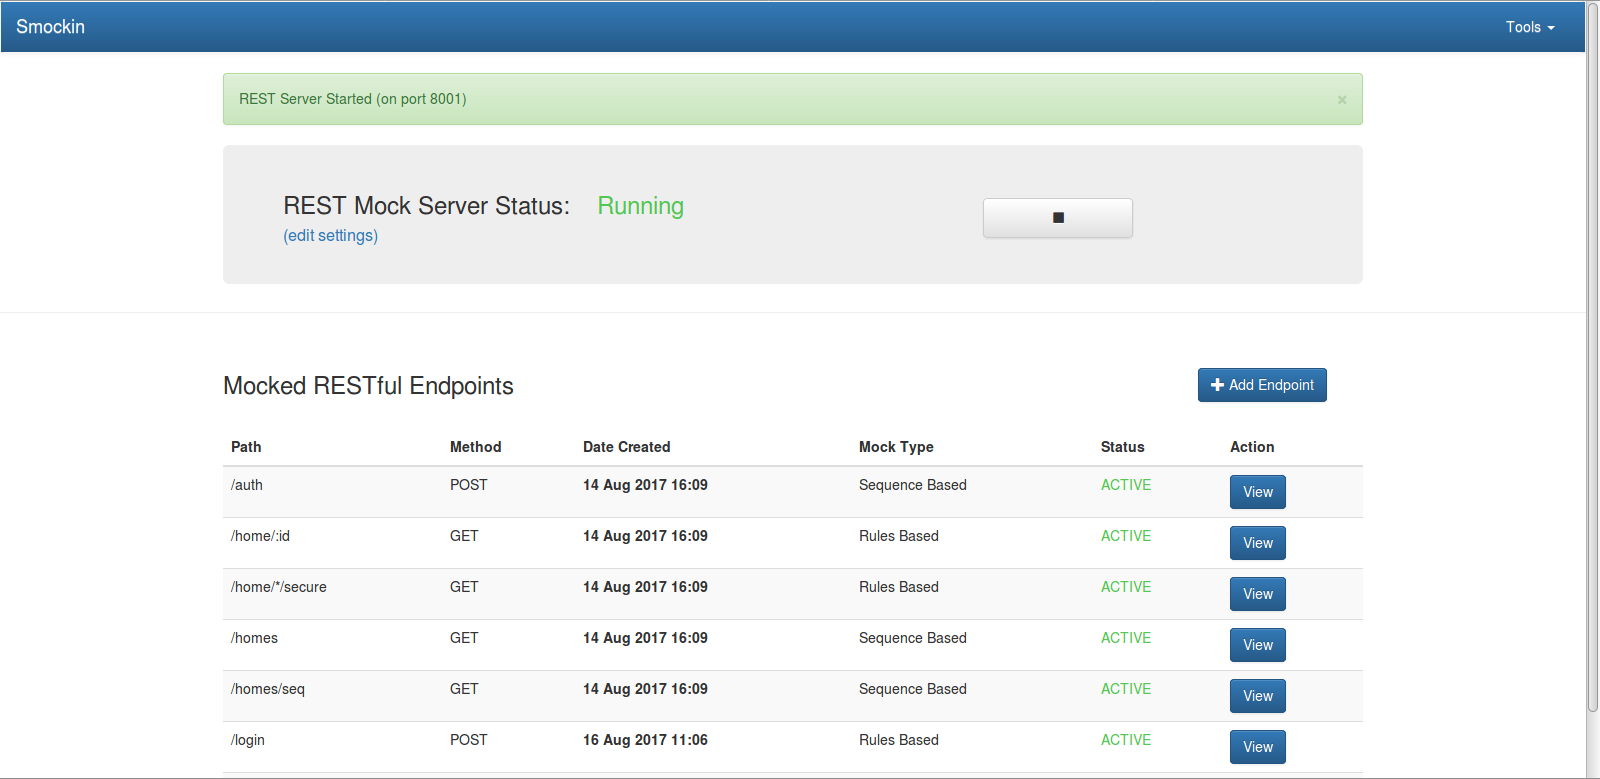 Smockin Tools
REST Server Started (on port 8001) ×
REST Mock Server Status: Running
(edit settings)
Mocked RESTful Endpoints Add Endpoint
Path Method Date Created Mock Type Status Action
/auth POST 14 Aug 2017 16:09 Sequence Based ACTIVE View
/home/:id GET 14 Aug 2017 16:09 Rules Based ACTIVE View
/home/*/secure GET 14 Aug 2017 16:09 Rules Based ACTIVE View
/homes GET 14 Aug 2017 16:09 Sequence Based ACTIVE View
/homes/seq GET 14 Aug 2017 16:09 Sequence Based ACTIVE View
/login POST 16 Aug 2017 11:06 Rules Based ACTIVE View